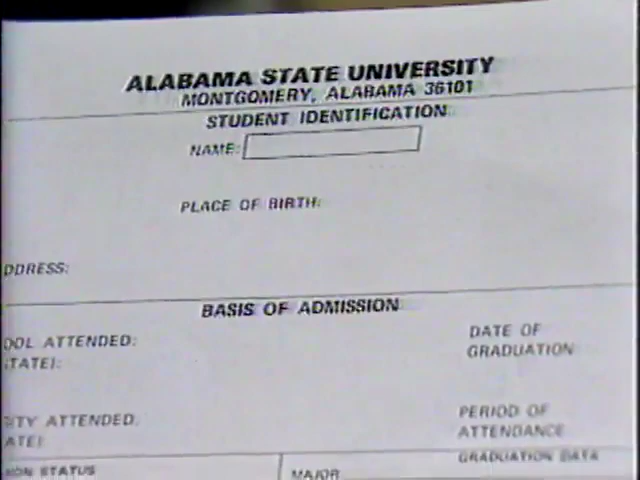 ALABAMA STATE UNIVERSITY
MONTGOMERY, ALABAMA 36101
STUDENT IDENTIFICATION
NAME:
PLACE OF BIRTH:
DDRESS:
BASIS OF ADMISSION
OOL ATTENDED: DATE OF
TATE): GRADUATION
ITY ATTENDED: PERIOD OF
ATE) ATTENDANCE
ION STATUS MAJOR GRADUATION DATA